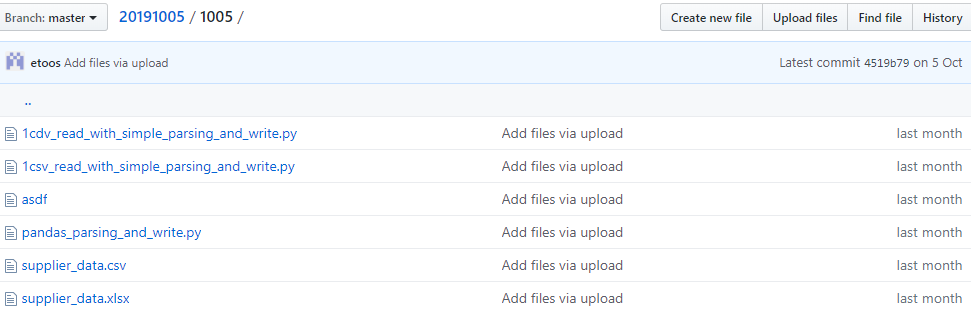 Branch: master 20191005 / 1005 / Create new file Upload files Find file History
etoos Add files via upload Latest commit 4519b79 on 5 Oct
..
1cdv_read_with_simple_parsing_and_write.py Add files via upload last month
1csv_read_with_simple_parsing_and_write.py Add files via upload last month
asdf Add files via upload last month
pandas_parsing_and_write.py Add files via upload last month
supplier_data.csv Add files via upload last month
supplier_data.xlsx Add files via upload last month